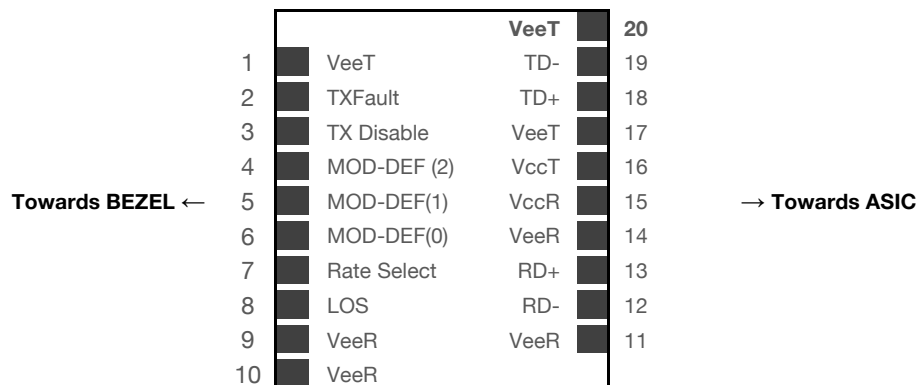 VeeT 20
1 VeeT TD- 19
2 TXFault TD+ 18
3 TX Disable VeeT 17
4 MOD-DEF (2) VccT 16
Towards BEZEL ← 5 MOD-DEF(1) VccR 15 → Towards ASIC
6 MOD-DEF(0) VeeR 14
7 Rate Select RD+ 13
8 LOS RD- 12
9 VeeR VeeR 11
10 VeeR